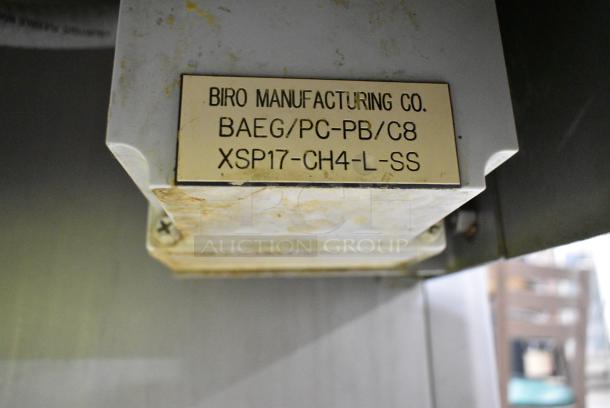 BIRO MANUFACTURING CO.
BAEG/PC-PB/C8
XSP17-CH4-L-SS
AUCTION GROUP